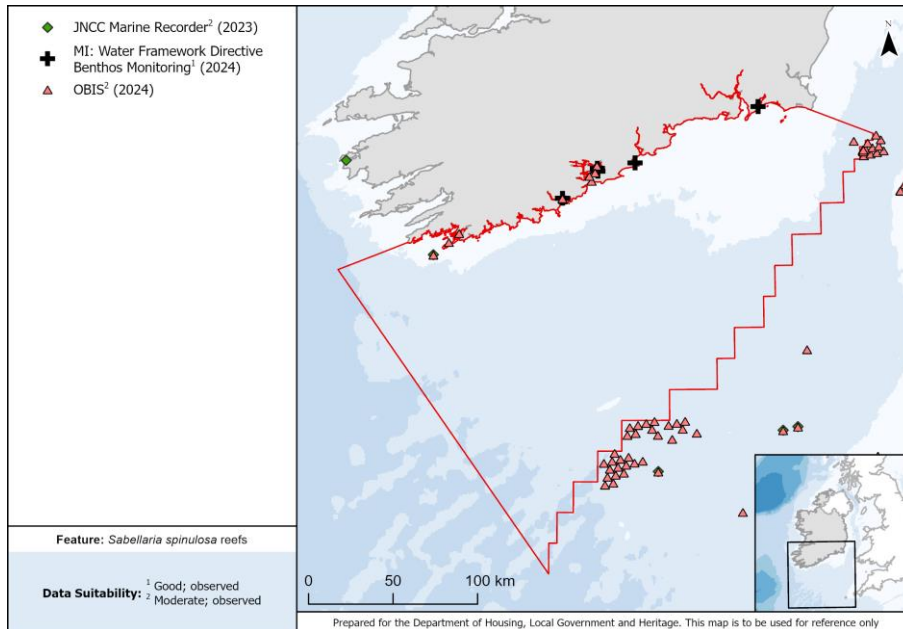 JNCC Marine Recorder² (2023)
MI: Water Framework Directive
Benthos Monitoring¹ (2024)
OBIS² (2024)
N
Feature: Sabellaria spinulosa reefs
Data Suitability: ¹ Good; observed
² Moderate; observed
0 50 100 km
Prepared for the Department of Housing, Local Government and Heritage. This map is to be used for reference only